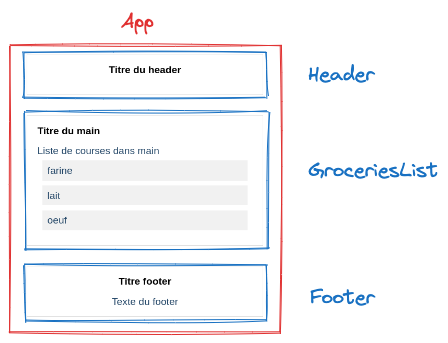 App
Titre du header
Header
Titre du main
Liste de courses dans main
farine
lait
oeuf
GroceriesList
Titre footer
Texte du footer
Footer